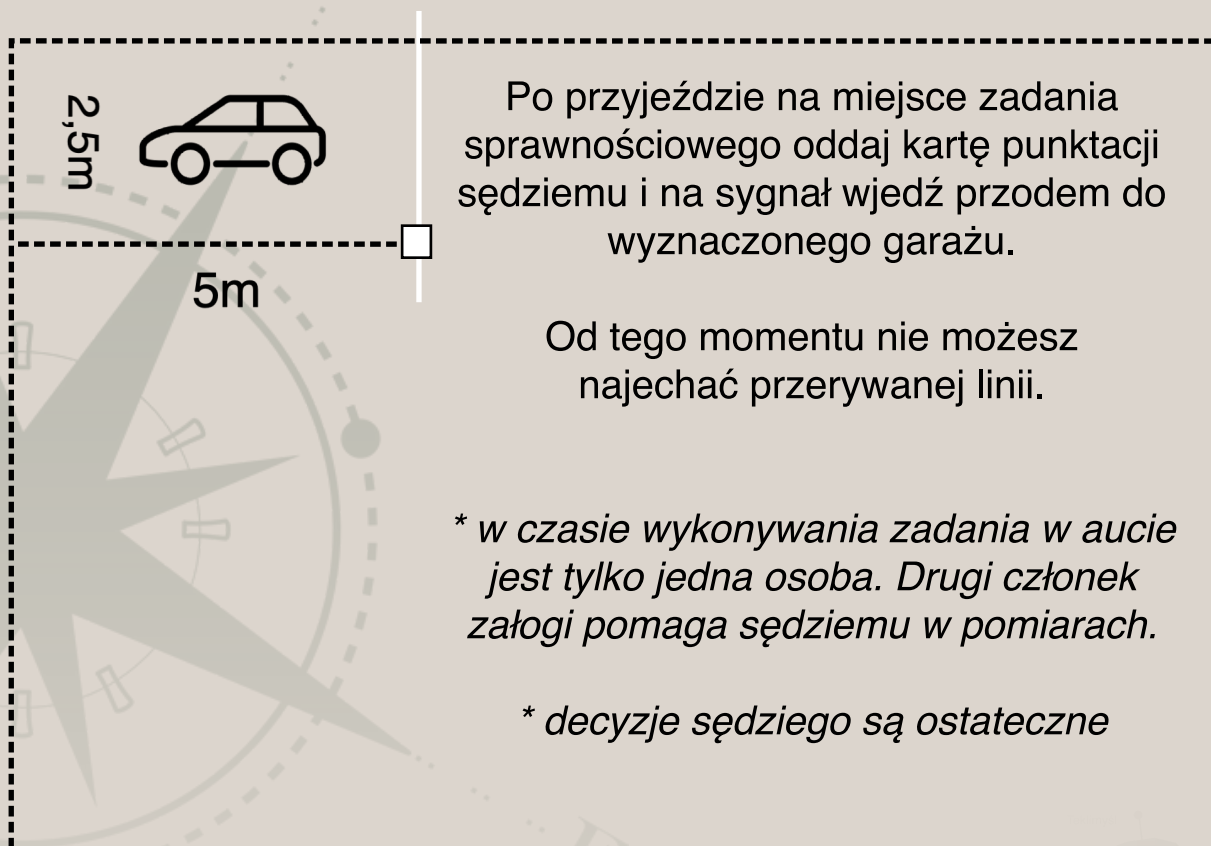 2,5m
5m
Po przyjeździe na miejsce zadania
sprawnościowego oddaj kartę punktacji
sędziemu i na sygnał wjedź przodem do
wyznaczonego garażu.
Od tego momentu nie możesz
najechać przerywanej linii.
* w czasie wykonywania zadania w aucie
jest tylko jedna osoba. Drugi członek
załogi pomaga sędziemu w pomiarach.
* decyzje sędziego są ostateczne